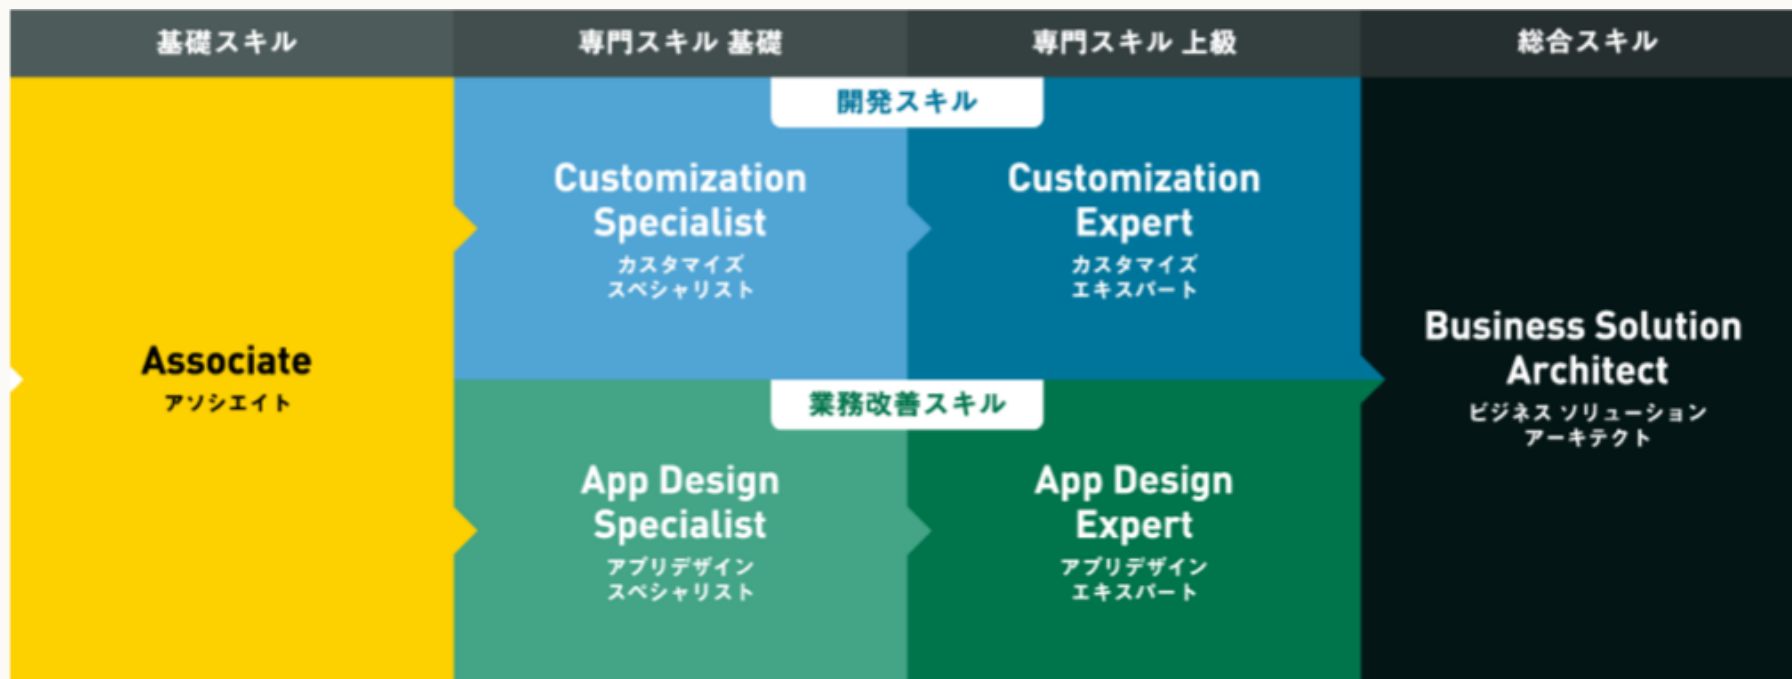 基礎スキル
専門スキル 基礎
専門スキル 上級
総合スキル
Associate
アソシエイト
開発スキル
Customization
Specialist
カスタマイズ
スペシャリスト
Customization
Expert
カスタマイズ
エキスパート
業務改善スキル
App Design
Specialist
アプリデザイン
スペシャリスト
App Design
Expert
アプリデザイン
エキスパート
Business Solution
Architect
ビジネス ソリューション
アーキテクト